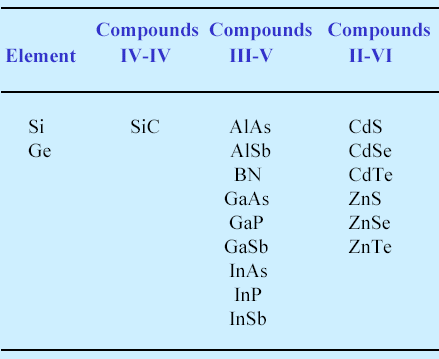 Compounds Compounds Compounds
Element IV-IV III-V II-VI
Si SiC AlAs CdS
Ge AlSb CdSe
BN CdTe
GaAs ZnS
GaP ZnSe
GaSb ZnTe
InAs
InP
InSb